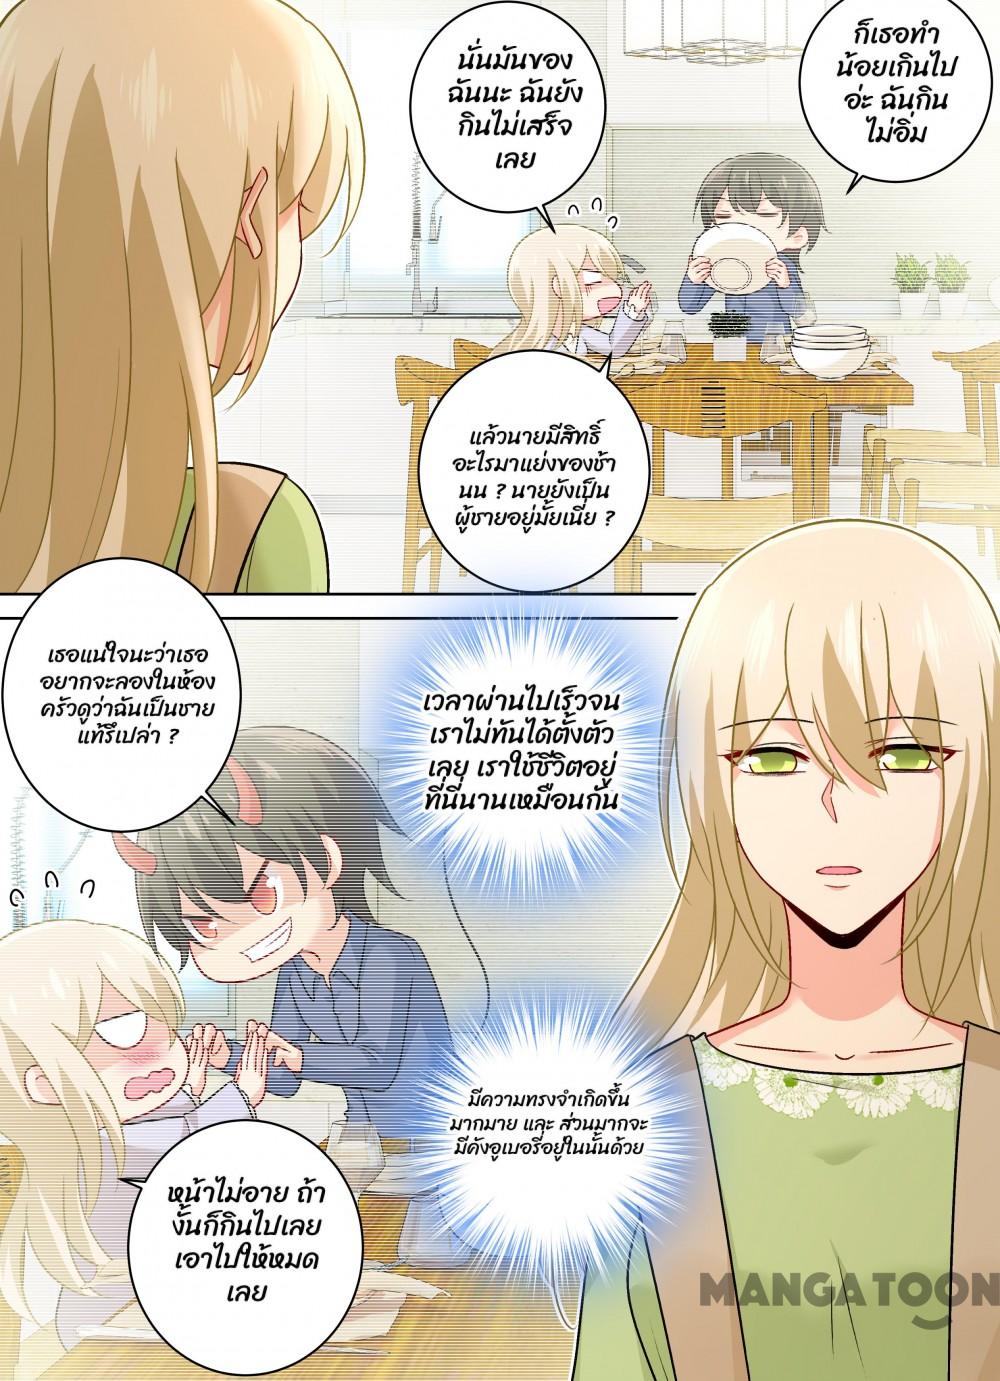 นั่นมันของ
ฉันนะ ฉันยัง
กินไม่เสร็จ
เลย
ก็เธอทำ
น้อยเกินไป
อ่ะ ฉันกิน
ไม่อิ่ม
แล้วนายมีสิทธิ์
อะไรมาแย่งของช้า
นน ? นายยังเป็น
ผู้ชายอยู่มั้ยเนี่ย ?
เธอแน่ใจนะว่าเธอ
อยากจะลองในห้อง
ครัวดูว่าฉันเป็นชาย
แท้รึเปล่า ?
เวลาผ่านไปเร็วจน
เราไม่ทันได้ตั้งตัว
เลย เราใช้ชีวิตอยู่
ที่นี่นานเหมือนกัน
มีความทรงจำเกิดขึ้น
มากมาย และ ส่วนมากจะ
มีคังอูเบอรี่อยู่ในนั้นด้วย
หน้าไม่อาย ถ้า
งั้นก็กินไปเลย
เอาไปให้หมด
เลย
MANGATOON